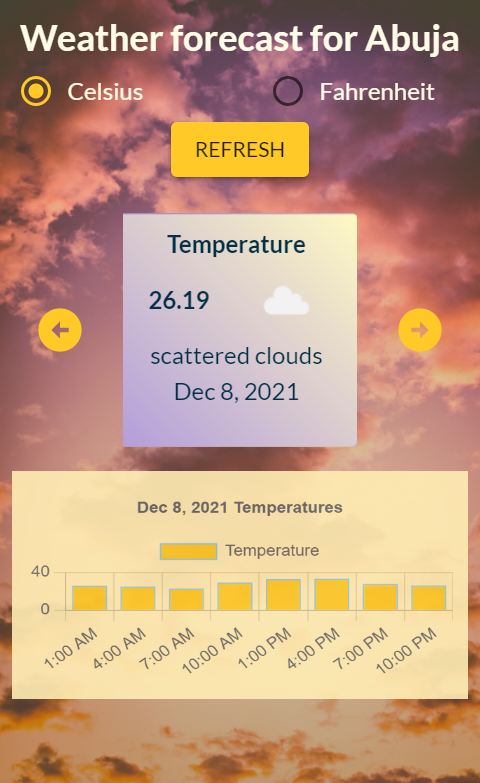 Weather forecast for Abuja
Celsius
Fahrenheit
REFRESH
Temperature
26.19
scattered clouds
Dec 8, 2021
Dec 8, 2021 Temperatures
Temperature
40
0
1:00 AM
4:00 AM
7:00 AM
10:00 AM
1:00 PM
4:00 PM
7:00 PM
10:00 PM